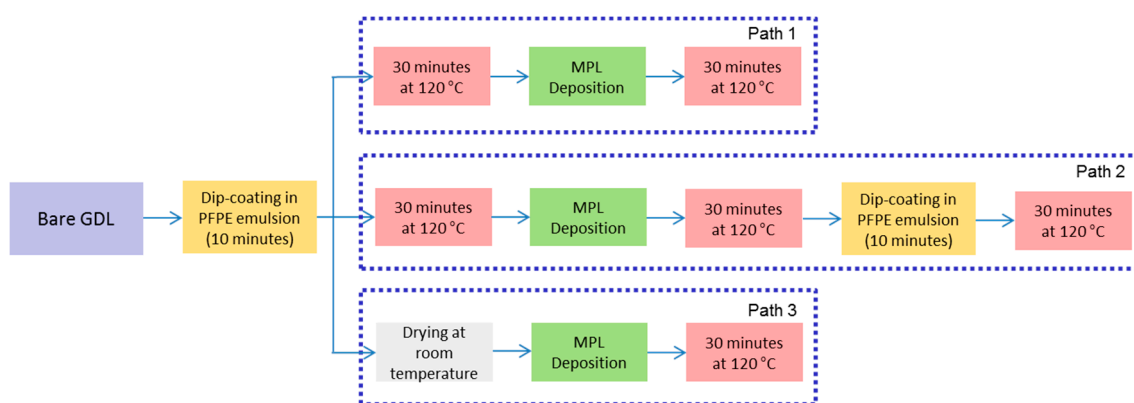 Path 1
30 minutes
at 120 °C
MPL
Deposition
30 minutes
at 120 °C
Bare GDL
Dip-coating in
PFPE emulsion
(10 minutes)
Path 2
30 minutes
at 120 °C
MPL
Deposition
30 minutes
at 120 °C
Dip-coating in
PFPE emulsion
(10 minutes)
30 minutes
at 120 °C
Path 3
Drying at
room
temperature
MPL
Deposition
30 minutes
at 120 °C